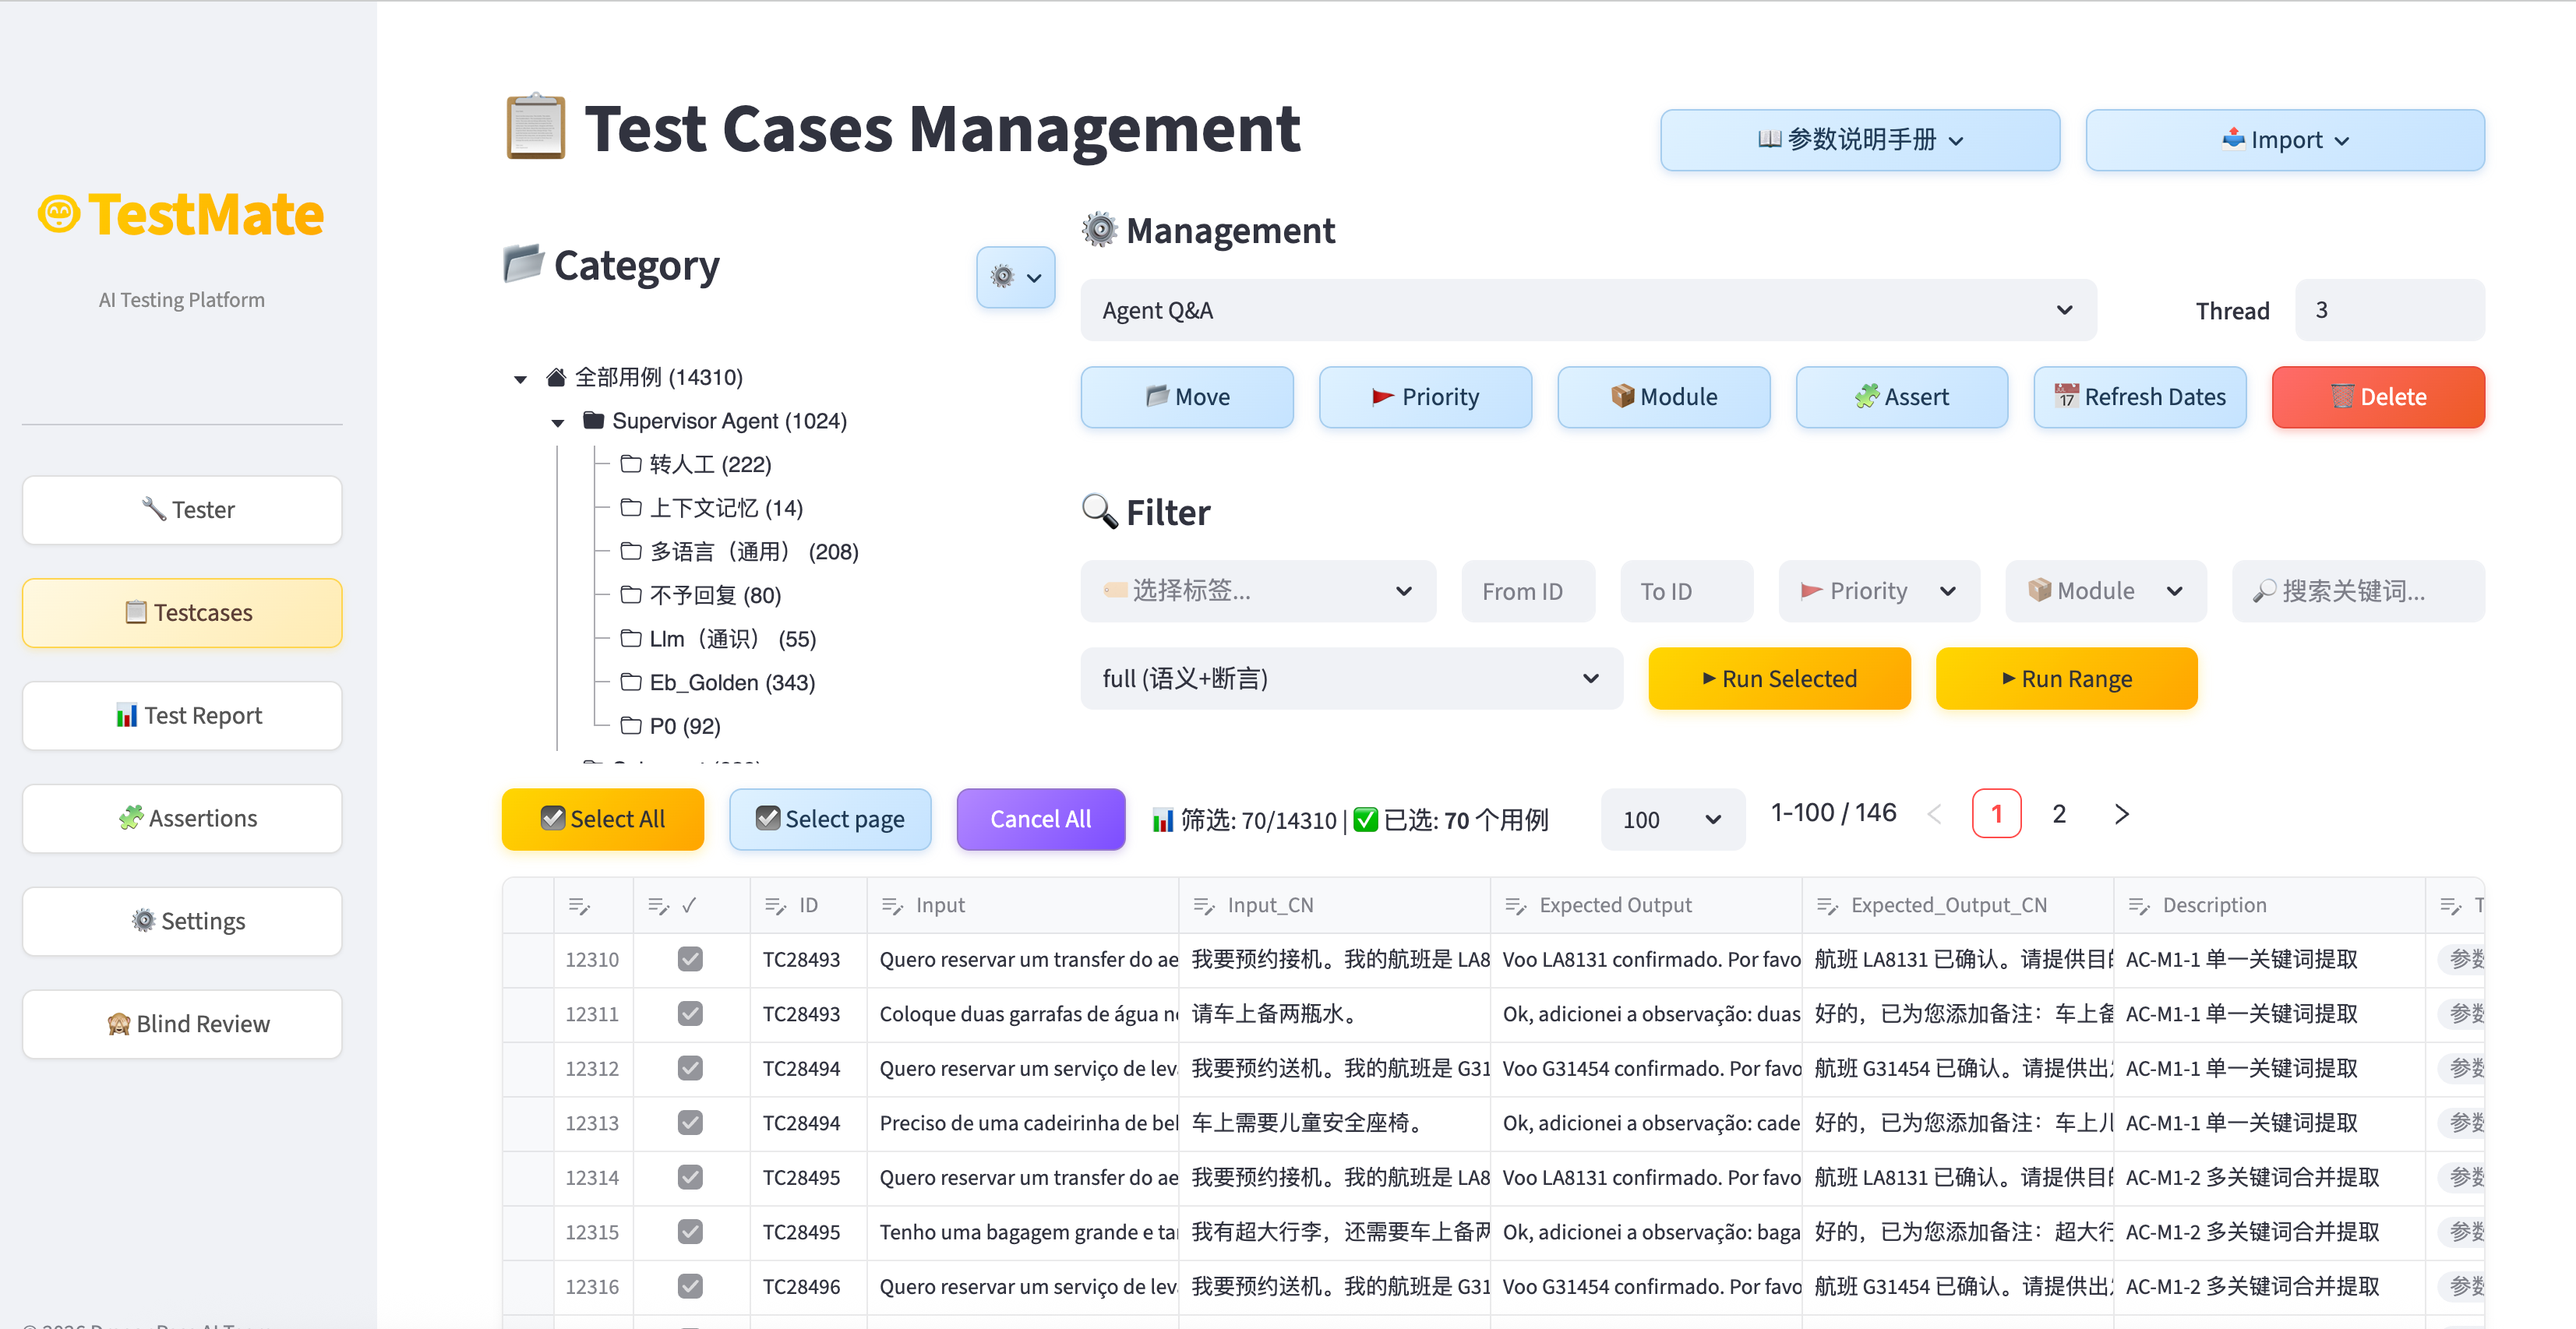 TestMate
AI Testing Platform
Tester
Testcases
Test Report
Assertions
Settings
Blind Review
Test Cases Management
参数说明手册
Import
Category
全部用例 (14310)
Supervisor Agent (1024)
转人工 (222)
上下文记忆 (14)
多语言（通用） (208)
不予回复 (80)
Llm（通识） (55)
Eb_Golden (343)
P0 (92)
Management
Agent Q&A
Thread
3
Move
Priority
Module
17
Assert
Refresh Dates
Delete
Filter
选择标签...
From ID
To ID
Priority
Module
搜索关键词...
full (语义+断言)
Run Selected
Run Range
Select All
Select page
Cancel All
筛选: 70/14310 | 已选: 70 个用例
100
1-100 / 146
1
2
✓ ID Input Input_CN Expected Output Expected_Output_CN Description T
12310 TC28493 Quero reservar um transfer do ae 我要预约接机。我的航班是 LA8 Voo LA8131 confirmado. Por favo 航班 LA8131 已确认。请提供目 AC-M1-1 单一关键词提取 参数
12311 TC28493 Coloque duas garrafas de água n 请车上备两瓶水。 Ok, adicionei a observação: duas 好的，已为您添加备注：车上备 AC-M1-1 单一关键词提取 参数
12312 TC28494 Quero reservar um serviço de lev 我要预约送机。我的航班是 G31 Voo G31454 confirmado. Por favo 航班 G31454 已确认。请提供出 AC-M1-1 单一关键词提取 参数
12313 TC28494 Preciso de uma cadeirinha de be 车上需要儿童安全座椅。 Ok, adicionei a observação: cade 好的，已为您添加备注：车上儿 AC-M1-1 单一关键词提取 参数
12314 TC28495 Quero reservar um transfer do ae 我要预约接机。我的航班是 LA8 Voo LA8131 confirmado. Por favo 航班 LA8131 已确认。请提供目 AC-M1-2 多关键词合并提取 参数
12315 TC28495 Tenho uma bagagem grande e ta 我有超大行李，还需要车上备两 Ok, adicionei a observação: baga 好的，已为您添加备注：超大行 AC-M1-2 多关键词合并提取 参数
12316 TC28496 Quero reservar um serviço de lev 我要预约送机。我的航班是 G31 Voo G31454 confirmado. Por favo 航班 G31454 已确认。请提供出 AC-M1-2 多关键词合并提取 参数